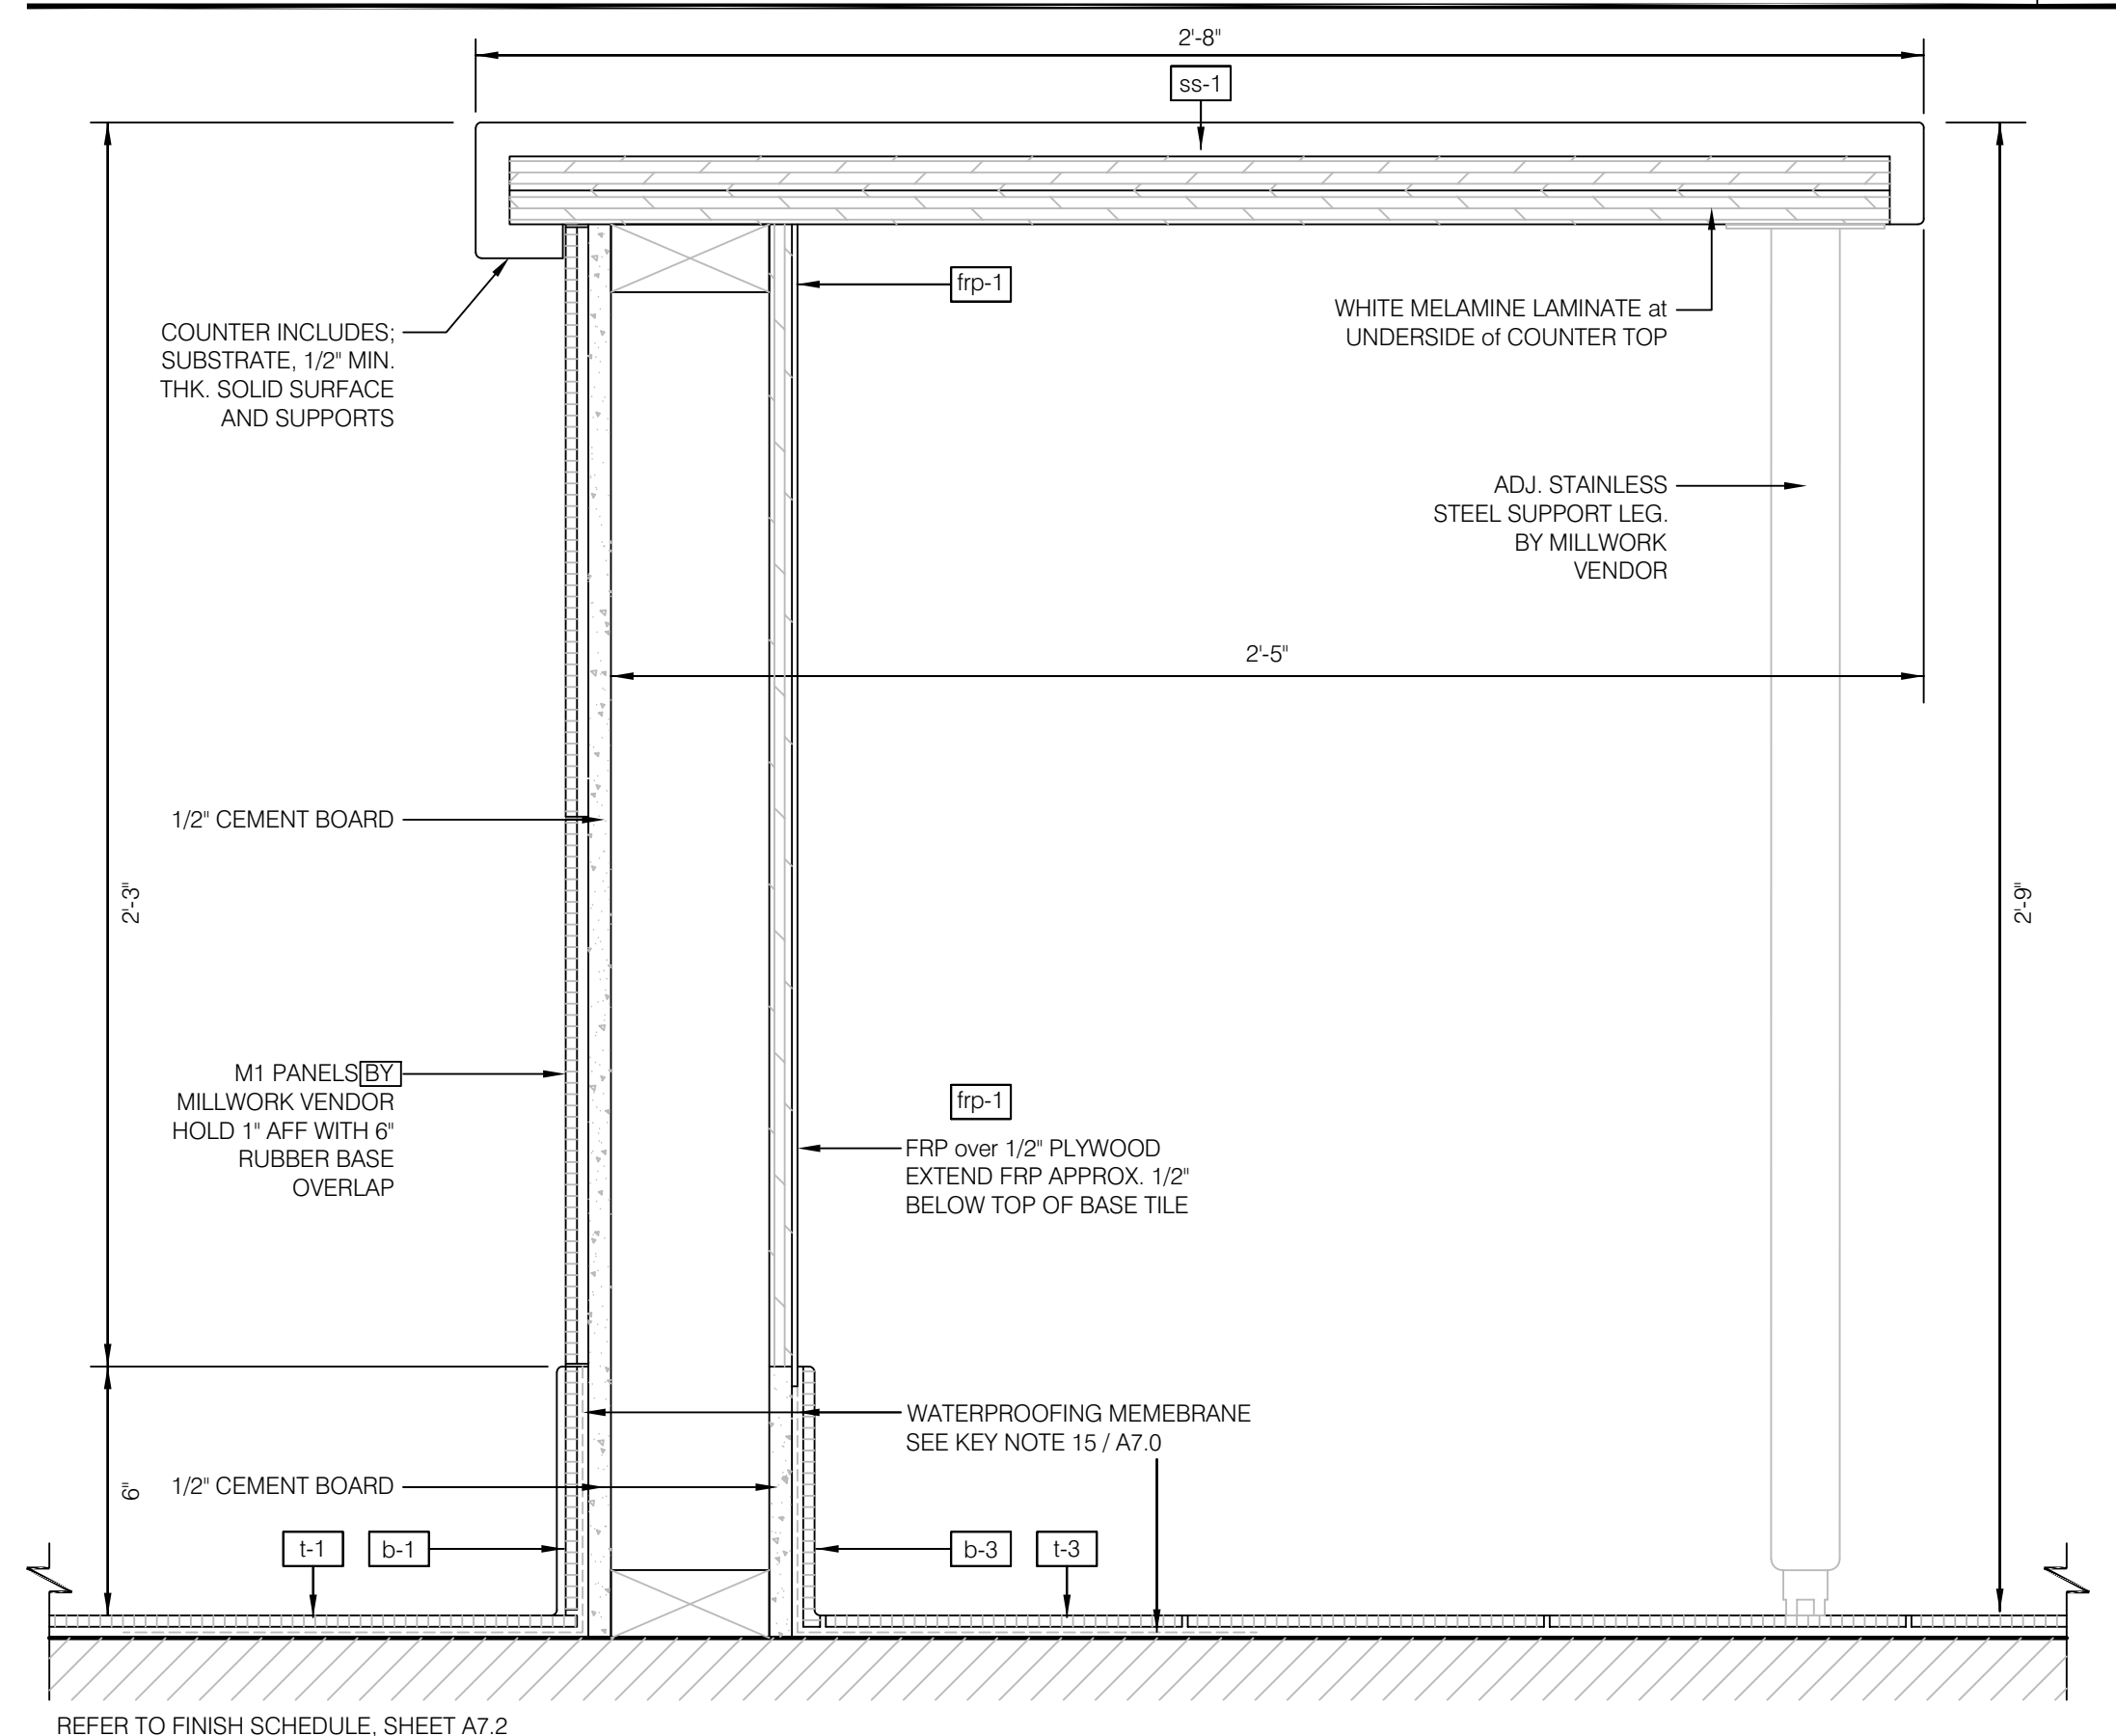 2'-8"
ss-1
frp-1
COUNTER INCLUDES;
SUBSTRATE, 1/2" MIN.
THK. SOLID SURFACE
AND SUPPORTS
WHITE MELAMINE LAMINATE at
UNDERSIDE of COUNTER TOP
ADJ. STAINLESS
STEEL SUPPORT LEG.
BY MILLWORK
VENDOR
2'-5"
1/2" CEMENT BOARD
2'-3"
2'-9"
M1 PANELS BY
MILLWORK VENDOR
HOLD 1" AFF WITH 6"
RUBBER BASE
OVERLAP
frp-1
FRP over 1/2" PLYWOOD
EXTEND FRP APPROX. 1/2"
BELOW TOP OF BASE TILE
WATERPROOFING MEMEBRANE
SEE KEY NOTE 15 / A7.0
6"
1/2" CEMENT BOARD
t-1
b-1
b-3
t-3
REFER TO FINISH SCHEDULE, SHEET A7.2